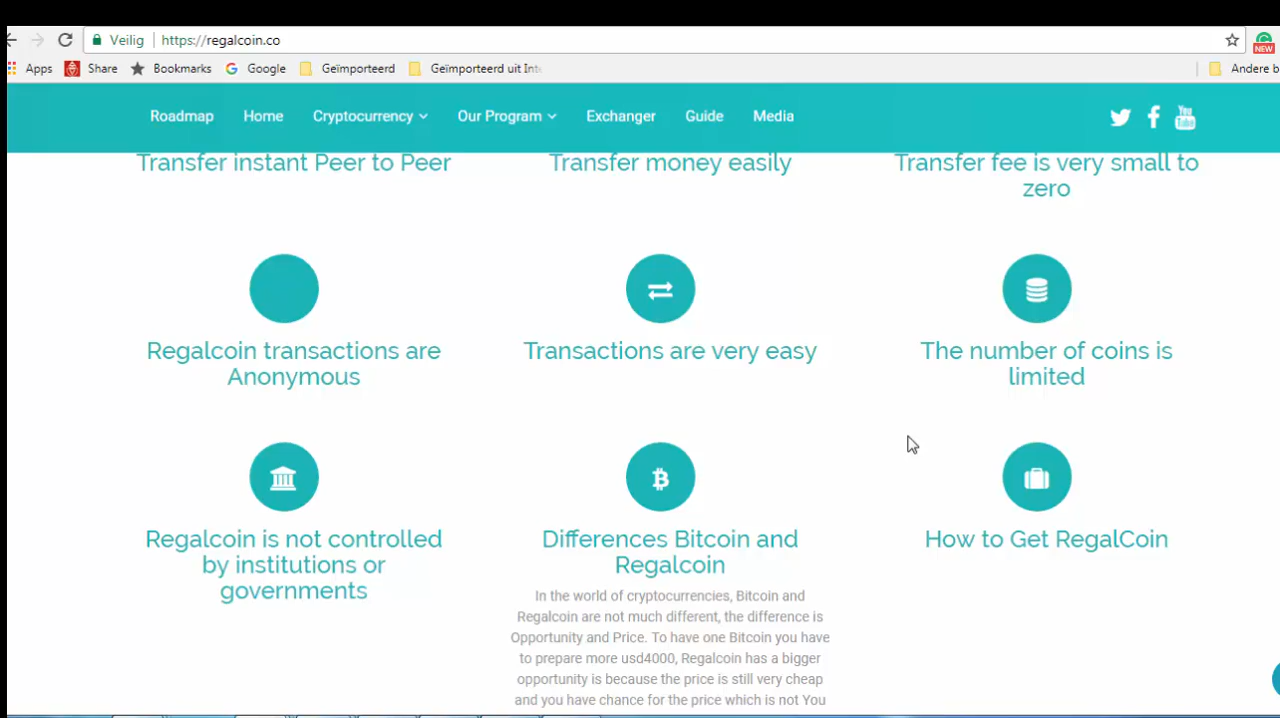 Veilig https://regalcoin.co
NEW
Apps Share Bookmarks Google Geïmporteerd Geïmporteerd uit Andere
Roadmap Home Cryptocurrency Our Program Exchanger Guide Media
You
Tube
Transfer instant Peer to Peer
Transfer money easily
Transfer fee is very small to
zero
Regalcoin transactions are
Anonymous
Transactions are very easy
The number of coins is
limited
Regalcoin is not controlled
by institutions or
governments
Differences Bitcoin and
Regalcoin
In the world of cryptocurrencies, Bitcoin and
Regalcoin are not much different, the difference is
Opportunity and Price. To have one Bitcoin you have
to prepare more usd4000, Regalcoin has a bigger
opportunity is because the price is still very cheap
and you have chance for the price which is not You
How to Get RegalCoin